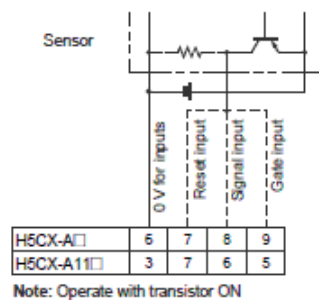 Sensor
0 V for inputs
Reset input
Signal input
Gate input
H5CX-A□ 6 7 8 9
H5CX-A11□ 3 7 6 5
Note: Operate with transistor ON